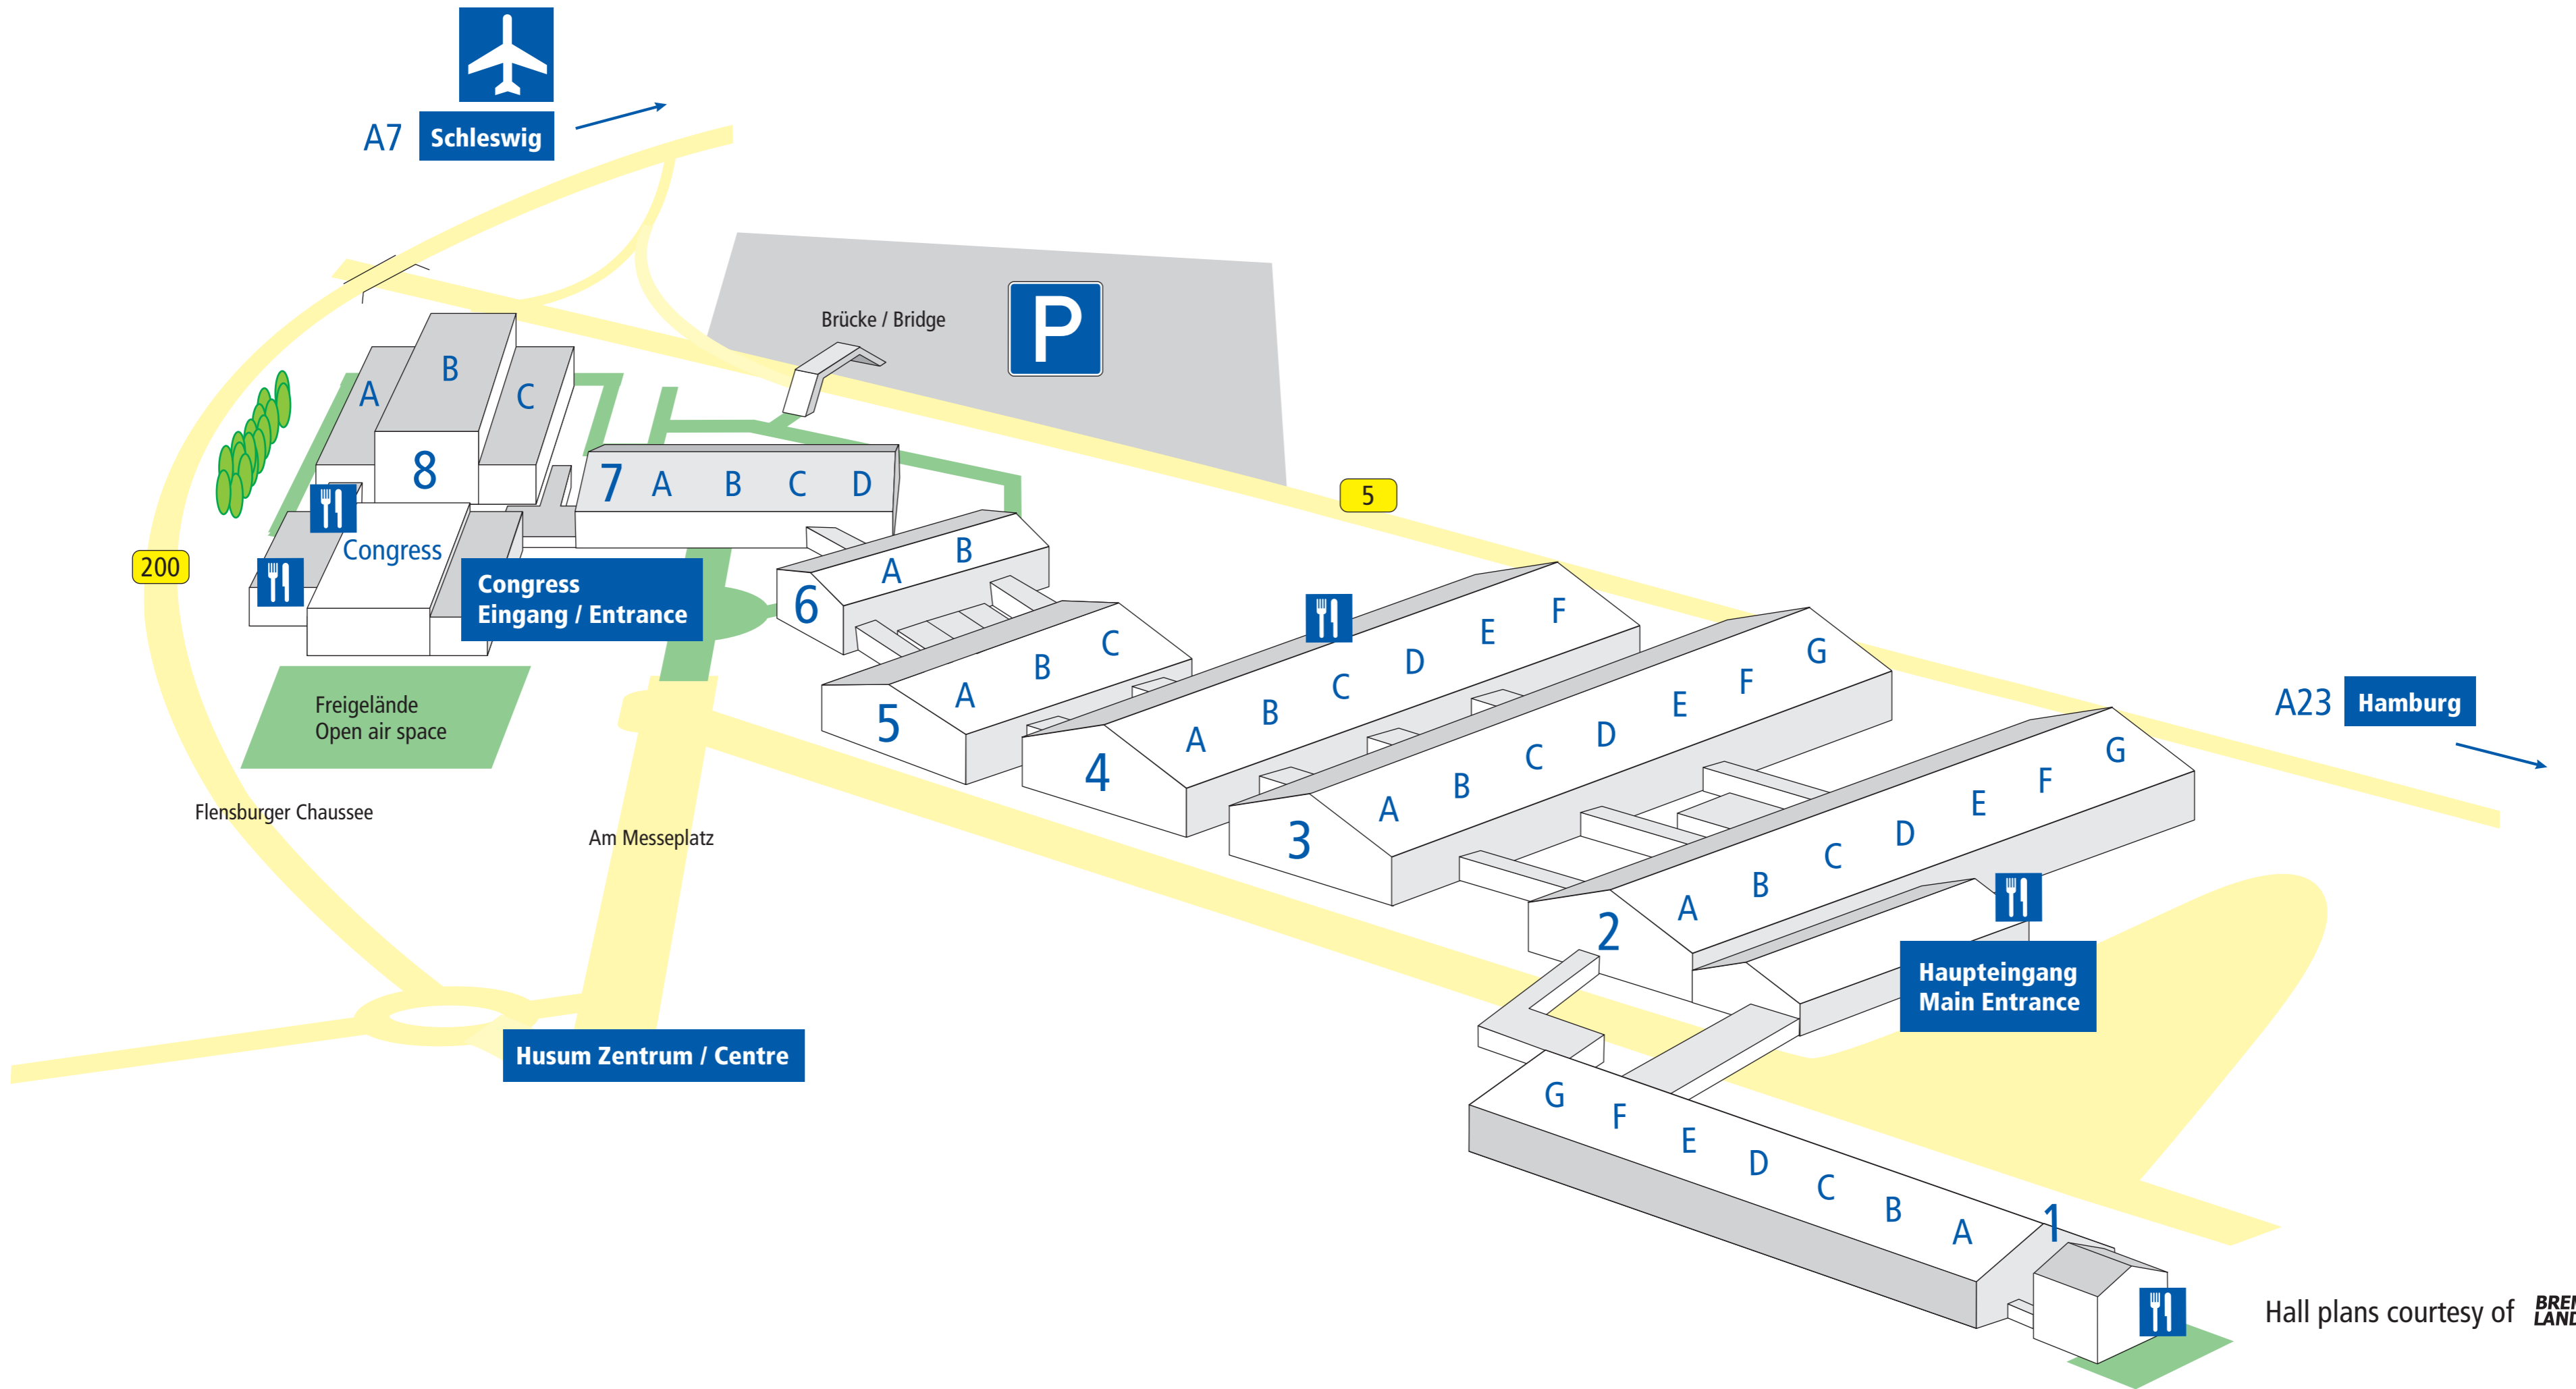 A7 Schleswig
Brücke / Bridge
P
A
B
C
8
7 A B C D
5
200
Congress
Congress
Eingang / Entrance
6 A B
5 A B C
4 A B C D E F
3 A B C D E F G
2 A B C D E F G
A23 Hamburg
Freigelände
Open air space
Flensburger Chaussee
Am Messeplatz
Haupteingang
Main Entrance
Husum Zentrum / Centre
G F E D C B A 1
Hall plans courtesy of